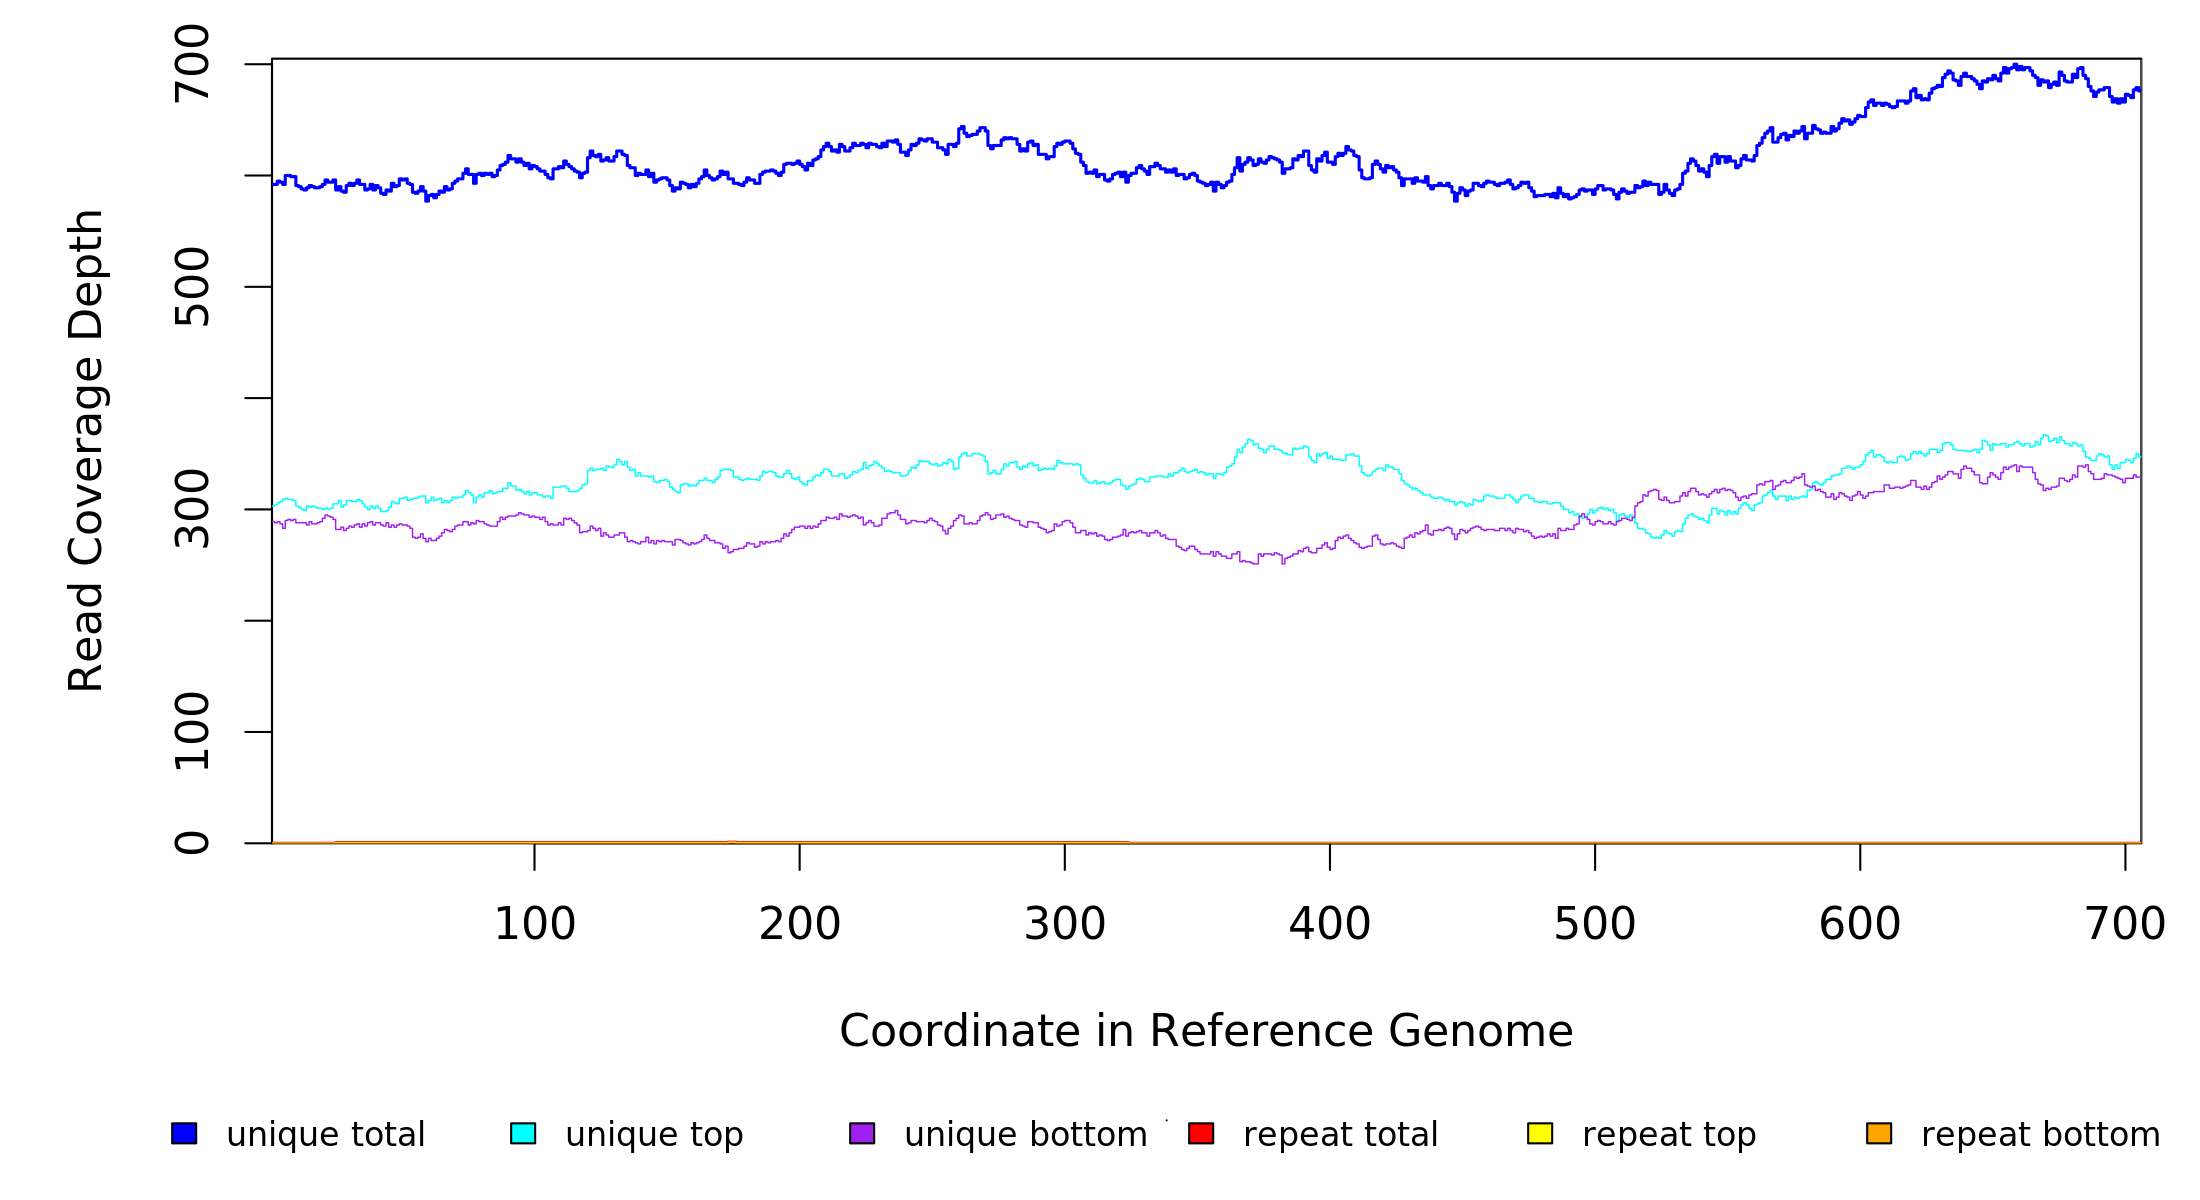 700
500
300
100
0
Read Coverage Depth
100 200 300 400 500 600 700
Coordinate in Reference Genome
unique total unique top unique bottom repeat total repeat top repeat bottom